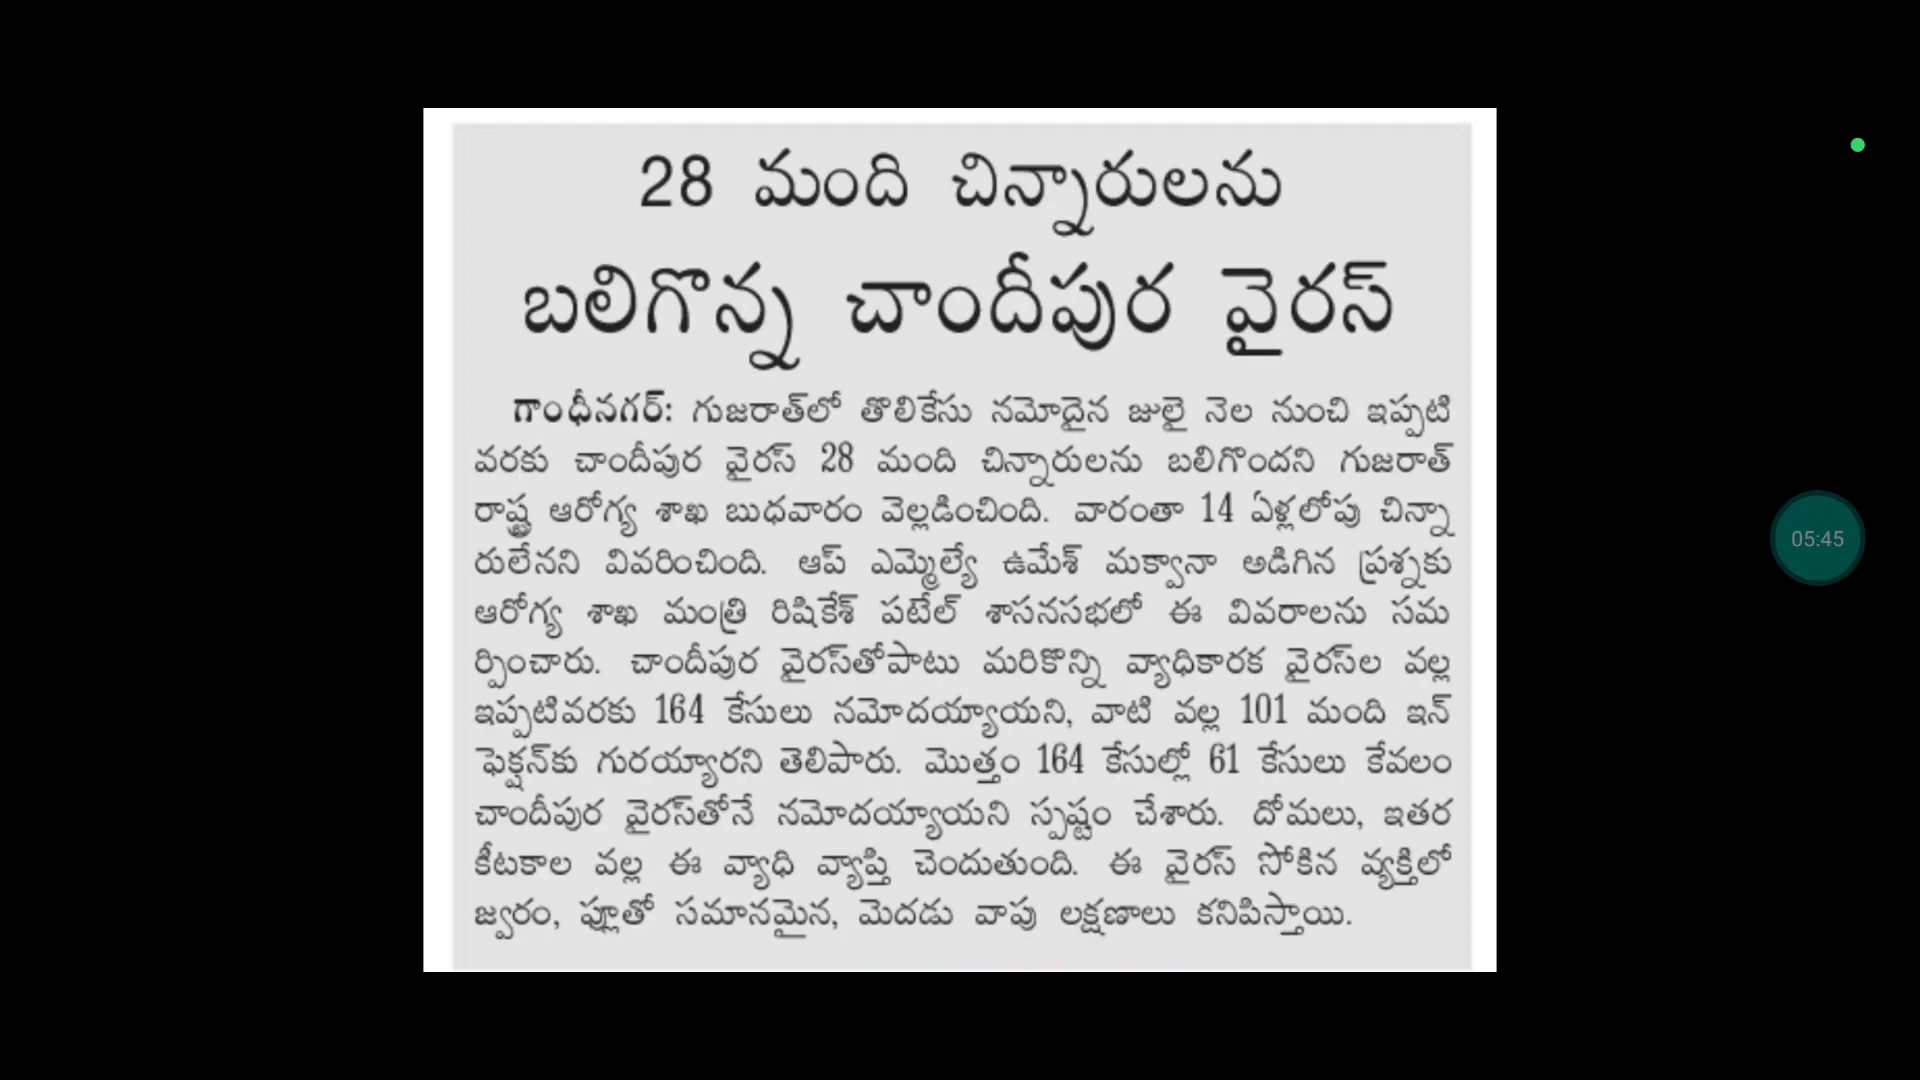 28 మంది చిన్నారులను
బలిగొన్న చాందీపుర వైరస్
గాంధీనగర్: గుజరాత్‌లో తొలికేసు నమోదైన జులై నెల నుంచి ఇప్పటి
వరకు చాందీపుర వైరస్ 28 మంది చిన్నారులను బలిగొందని గుజరాత్
రాష్ట్ర ఆరోగ్య శాఖ బుధవారం వెల్లడించింది. వారంతా 14 ఏళ్లలోపు చిన్నా
రులేనని వివరించింది. ఆప్ ఎమ్మెల్యే ఉమేశ్ మక్వానా అడిగిన ప్రశ్నకు
ఆరోగ్య శాఖ మంత్రి రిషికేశ్ పటేల్ శాసనసభలో ఈ వివరాలను సమ
ర్పించారు. చాందీపుర వైరస్‌తోపాటు మరికొన్ని వ్యాధికారక వైరస్‌ల వల్ల
ఇప్పటివరకు 164 కేసులు నమోదయ్యాయని, వాటి వల్ల 101 మంది ఇన్
ఫెక్షన్‌కు గురయ్యారని తెలిపారు. మొత్తం 164 కేసుల్లో 61 కేసులు కేవలం
చాందీపుర వైరస్‌తోనే నమోదయ్యాయని స్పష్టం చేశారు. దోమలు, ఇతర
కీటకాల వల్ల ఈ వ్యాధి వ్యాప్తి చెందుతుంది. ఈ వైరస్ సోకిన వ్యక్తిలో
జ్వరం, ఫ్లూతో సమానమైన, మెదడు వాపు లక్షణాలు కనిపిస్తాయి.
05:45